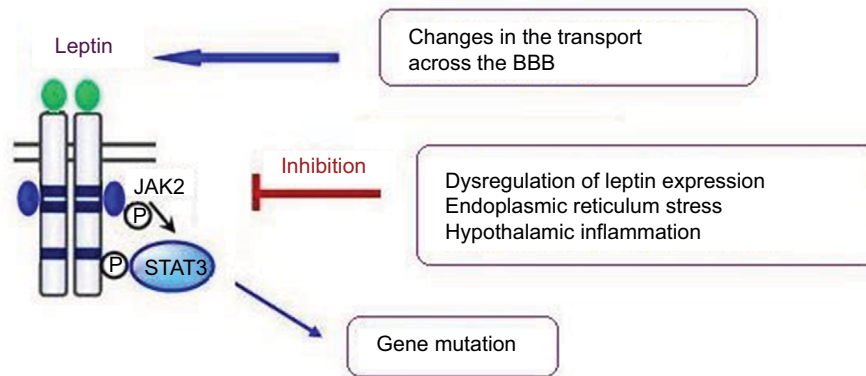 Leptin
Changes in the transport
across the BBB
JAK2
P
P
STAT3
Inhibition
Dysregulation of leptin expression
Endoplasmic reticulum stress
Hypothalamic inflammation
Gene mutation